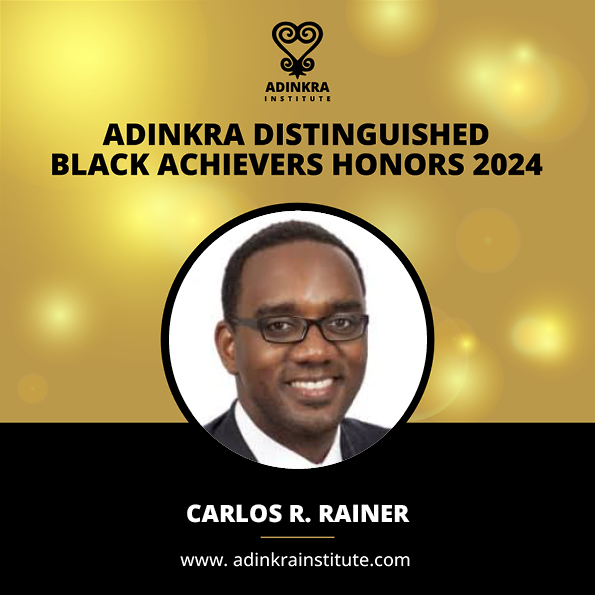 ADINKRA
INSTITUTE
ADINKRA DISTINGUISHED
BLACK ACHIEVERS HONORS 2024
CARLOS R. RAINER
www. adinkrainstitute.com